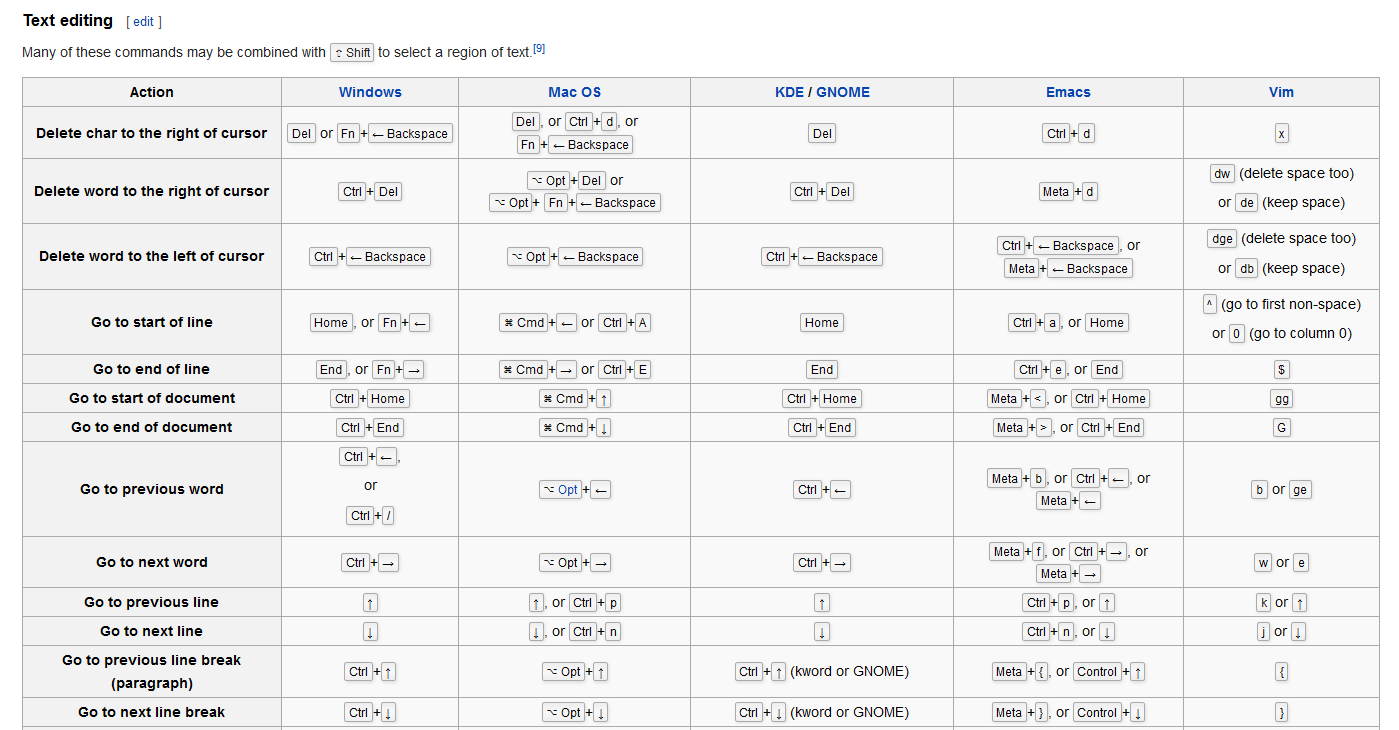 Text editing [ edit ]
Many of these commands may be combined with ⇧ Shift to select a region of text.[9]
Action Windows Mac OS KDE / GNOME Emacs Vim
Delete char to the right of cursor Del or Fn+← Backspace Del, or Ctrl+d, or Fn+← Backspace Del Ctrl+d x
Delete word to the right of cursor Ctrl+Del ⌥ Opt+Del or ⌥ Opt+ Fn+← Backspace Ctrl+Del Meta+d dw (delete space too) or de (keep space)
Delete word to the left of cursor Ctrl+← Backspace ⌥ Opt+← Backspace Ctrl+← Backspace Ctrl+← Backspace, or Meta+← Backspace dge (delete space too) or db (keep space)
Go to start of line Home, or Fn+← ⌘ Cmd+← or Ctrl+A Home Ctrl+a, or Home ^ (go to first non-space) or 0 (go to column 0)
Go to end of line End, or Fn+→ ⌘ Cmd+→ or Ctrl+E End Ctrl+e, or End $
Go to start of document Ctrl+Home ⌘ Cmd+↑ Ctrl+Home Meta+<, or Ctrl+Home gg
Go to end of document Ctrl+End ⌘ Cmd+↓ Ctrl+End Meta+>, or Ctrl+End G
Go to previous word Ctrl+←, or Ctrl+/ ⌥ Opt+← Ctrl+← Meta+b, or Ctrl+←, or Meta+← b or ge
Go to next word Ctrl+→ ⌥ Opt+→ Ctrl+→ Meta+f, or Ctrl+→, or Meta+→ w or e
Go to previous line ↑ ↑, or Ctrl+p ↑ Ctrl+p, or ↑ k or ↑
Go to next line ↓ ↓, or Ctrl+n ↓ Ctrl+n, or ↓ j or ↓
Go to previous line break (paragraph) Ctrl+↑ ⌥ Opt+↑ Ctrl+↑ (kword or GNOME) Meta+{, or Control+↑ {
Go to next line break Ctrl+↓ ⌥ Opt+↓ Ctrl+↓ (kword or GNOME) Meta+}, or Control+↓ }